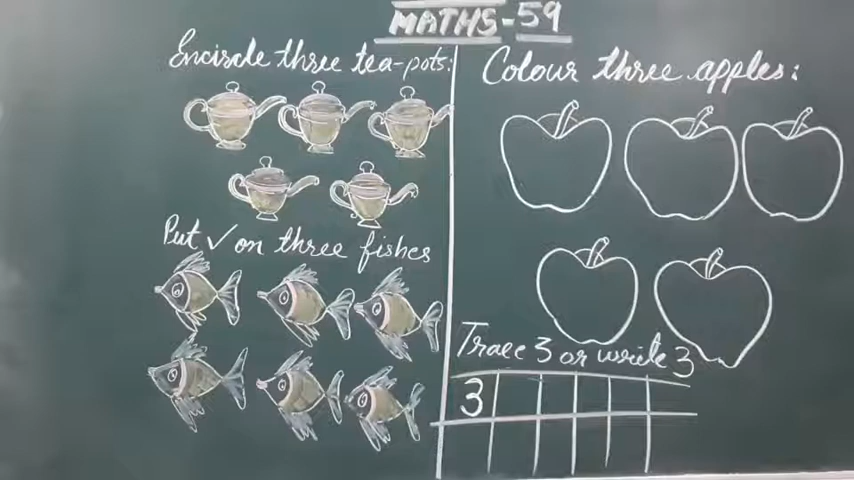 MATHS-59
Encircle three tea-pots:
Put ✓ on three fishes
Colour three apples:
Trace 3 or write 3
3